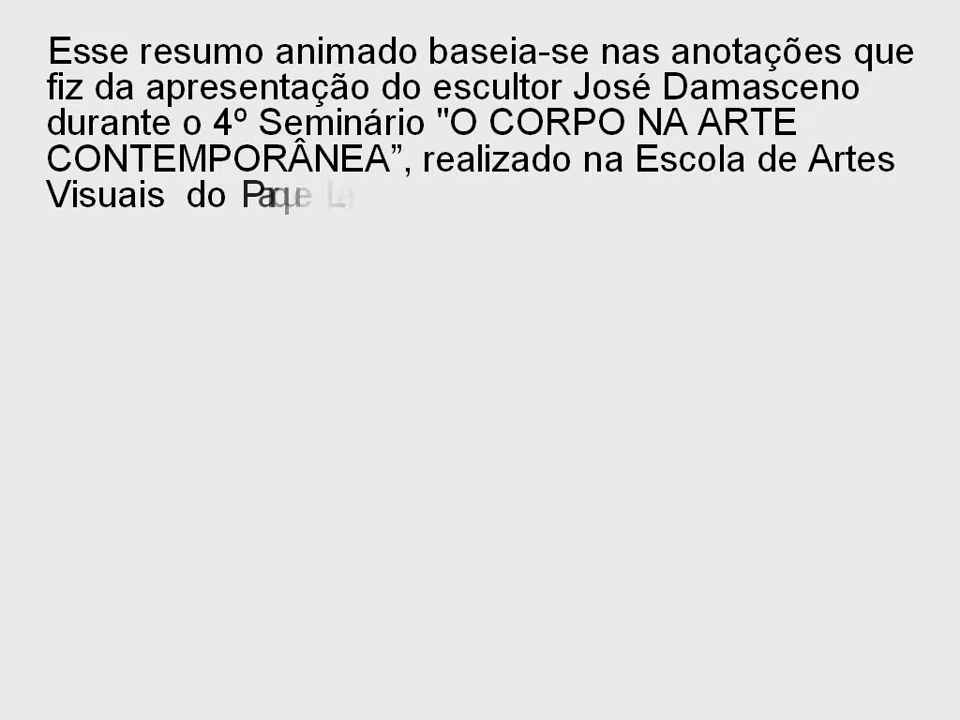 Esse resumo animado baseia-se nas anotações que
fiz da apresentação do escultor José Damasceno
durante o 4º Seminário "O CORPO NA ARTE
CONTEMPORÂNEA”, realizado na Escola de Artes
Visuais do Parque